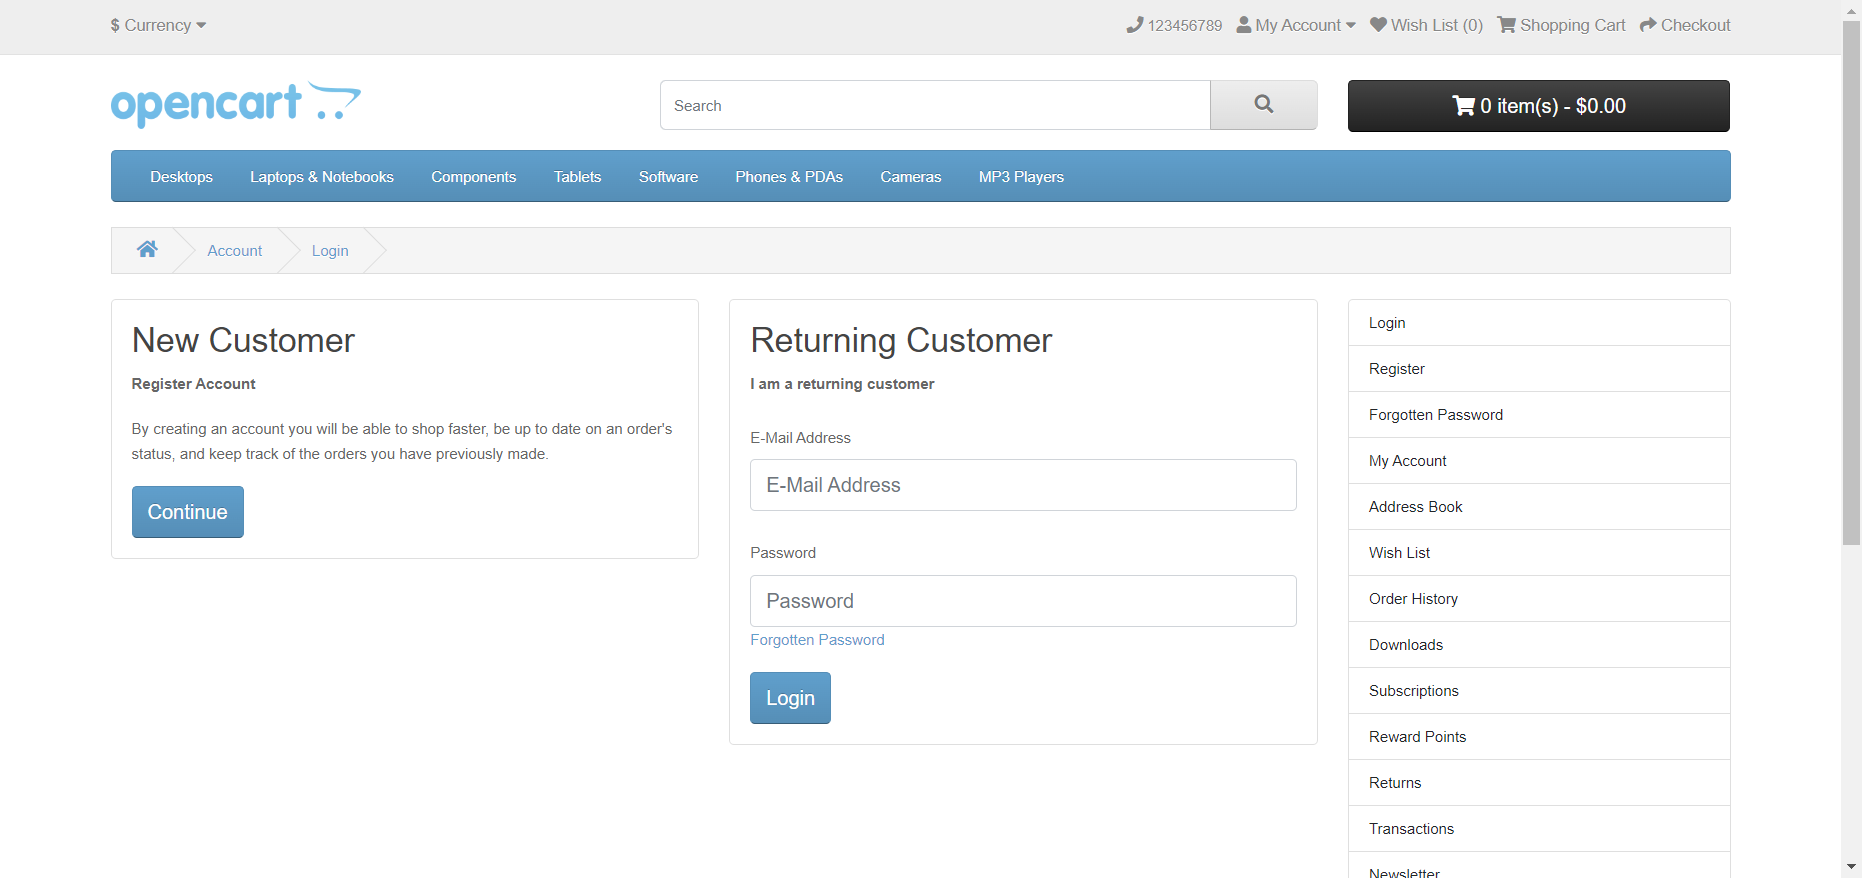 $ Currency
123456789 My Account Wish List (0) Shopping Cart Checkout
opencart
Search
0 item(s) - $0.00
Desktops Laptops & Notebooks Components Tablets Software Phones & PDAs Cameras MP3 Players
Account Login
New Customer
Register Account
By creating an account you will be able to shop faster, be up to date on an order's
status, and keep track of the orders you have previously made.
Continue
Returning Customer
I am a returning customer
E-Mail Address
E-Mail Address
Password
Password
Forgotten Password
Login
Login
Register
Forgotten Password
My Account
Address Book
Wish List
Order History
Downloads
Subscriptions
Reward Points
Returns
Transactions
Newsletter